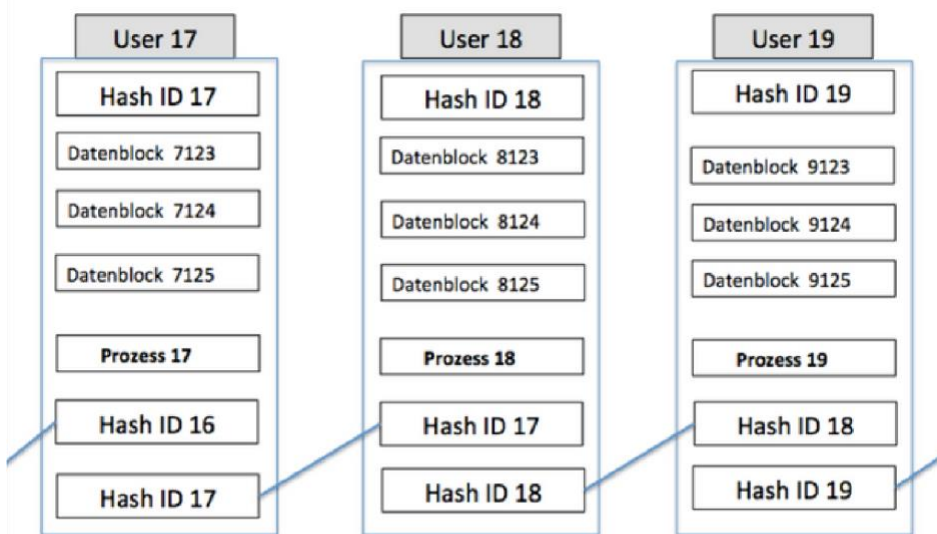 User 17
Hash ID 17
Datenblock 7123
Datenblock 7124
Datenblock 7125
Prozess 17
Hash ID 16
Hash ID 17
User 18
Hash ID 18
Datenblock 8123
Datenblock 8124
Datenblock 8125
Prozess 18
Hash ID 17
Hash ID 18
User 19
Hash ID 19
Datenblock 9123
Datenblock 9124
Datenblock 9125
Prozess 19
Hash ID 18
Hash ID 19